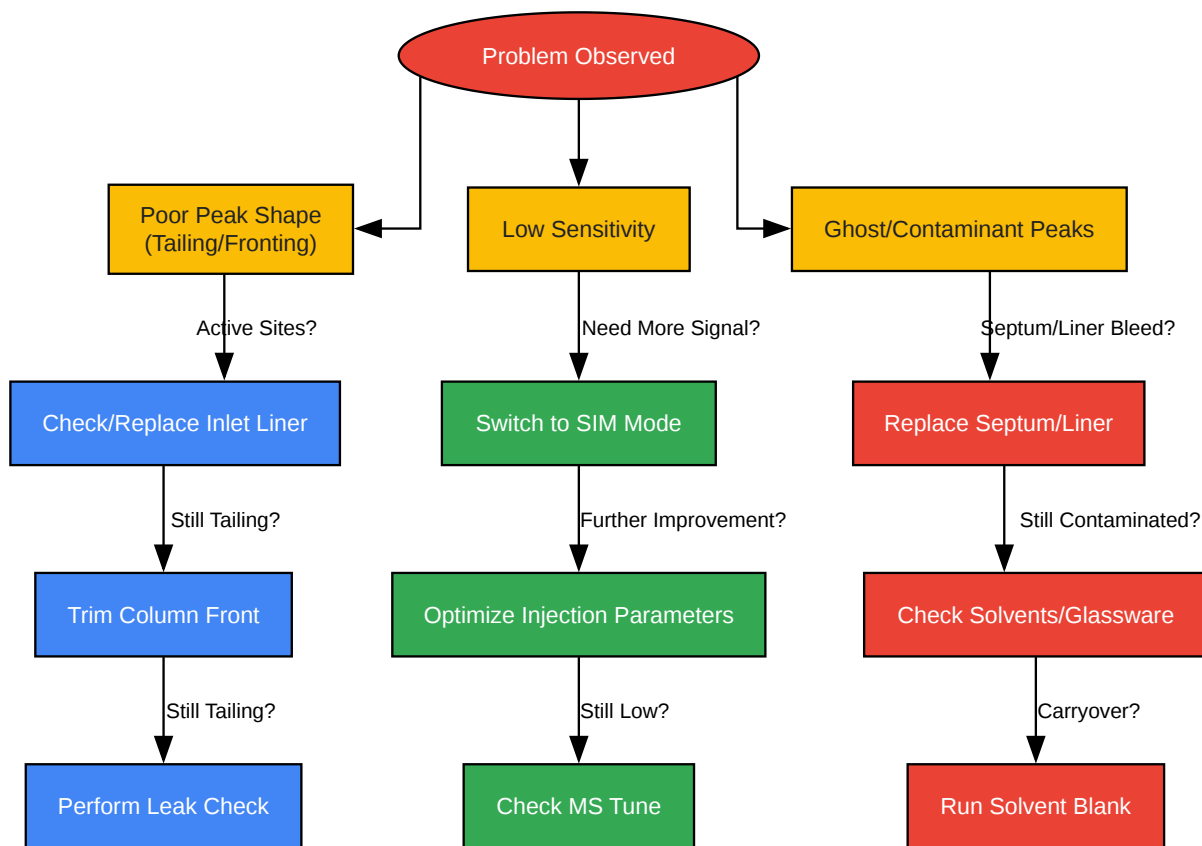 Problem Observed
Poor Peak Shape
(Tailing/Fronting)
Low Sensitivity
Ghost/Contaminant Peaks
Active Sites?
Need More Signal?
Septum/Liner Bleed?
Check/Replace Inlet Liner
Switch to SIM Mode
Replace Septum/Liner
Still Tailing?
Further Improvement?
Still Contaminated?
Trim Column Front
Optimize Injection Parameters
Check Solvents/Glassware
Still Tailing?
Still Low?
Carryover?
Perform Leak Check
Check MS Tune
Run Solvent Blank